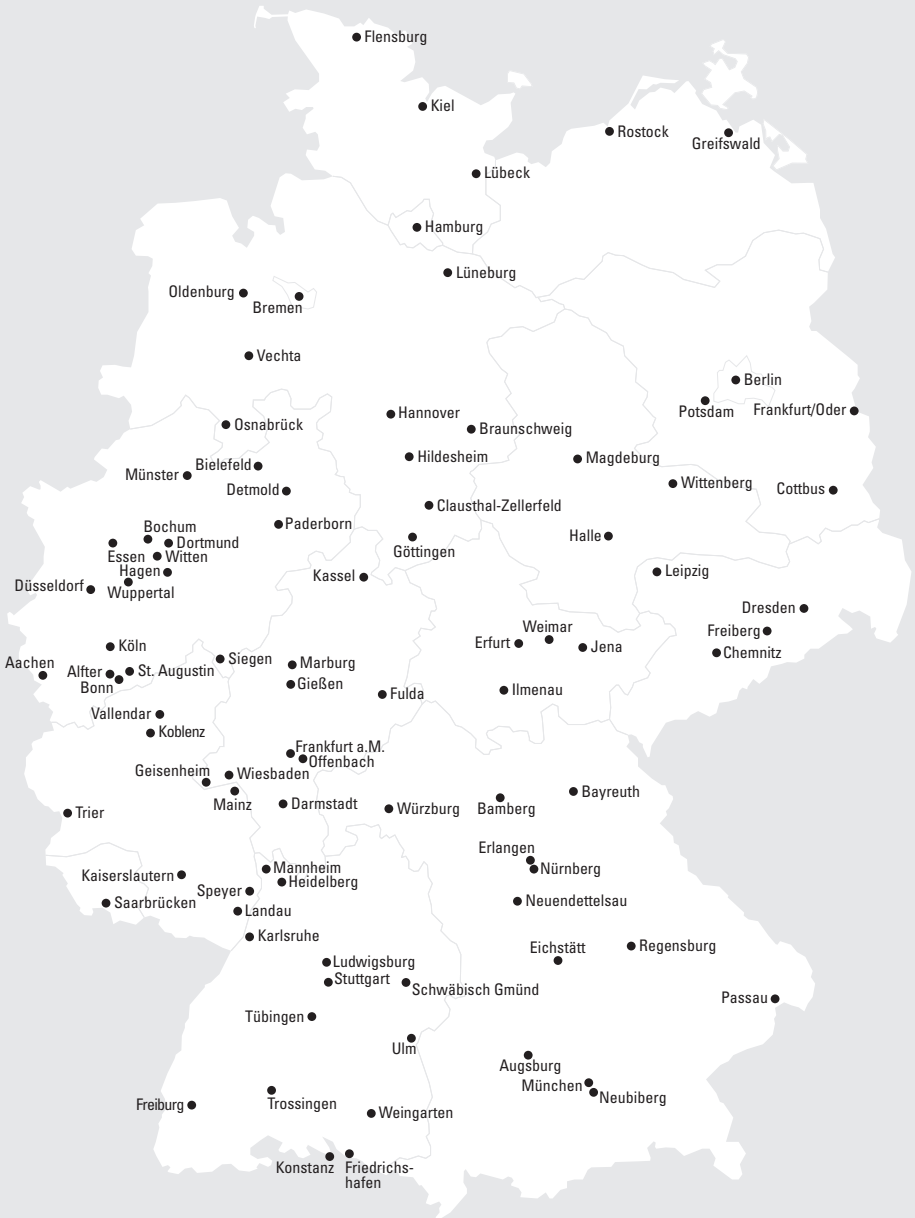 Flensburg
Kiel
Rostock
Greifswald
Lübeck
Hamburg
Lüneburg
Oldenburg
Bremen
Vechta
Berlin
Potsdam
Frankfurt/Oder
Hannover
Osnabrück
Braunschweig
Hildesheim
Magdeburg
Bielefeld
Münster
Wittenberg
Detmold
Cottbus
Clausthal-Zellerfeld
Paderborn
Bochum
Halle
Dortmund
Göttingen
Essen
Witten
Hagen
Kassel
Leipzig
Düsseldorf
Wuppertal
Dresden
Weimar
Freiberg
Köln
Erfurt
Jena
Chemnitz
Aachen
Siegen
Marburg
Alfter
St. Augustin
Bonn
Gießen
Ilmenau
Fulda
Vallendar
Koblenz
Frankfurt a.M.
Offenbach
Geisenheim
Wiesbaden
Bayreuth
Mainz
Darmstadt
Würzburg
Bamberg
Trier
Erlangen
Mannheim
Nürnberg
Kaiserslautern
Heidelberg
Speyer
Saarbrücken
Neuendettelsau
Landau
Karlsruhe
Eichstätt
Regensburg
Ludwigsburg
Stuttgart
Schwäbisch Gmünd
Passau
Tübingen
Ulm
Augsburg
München
Neubiberg
Freiburg
Trossingen
Weingarten
Konstanz
Friedrichs-
hafen